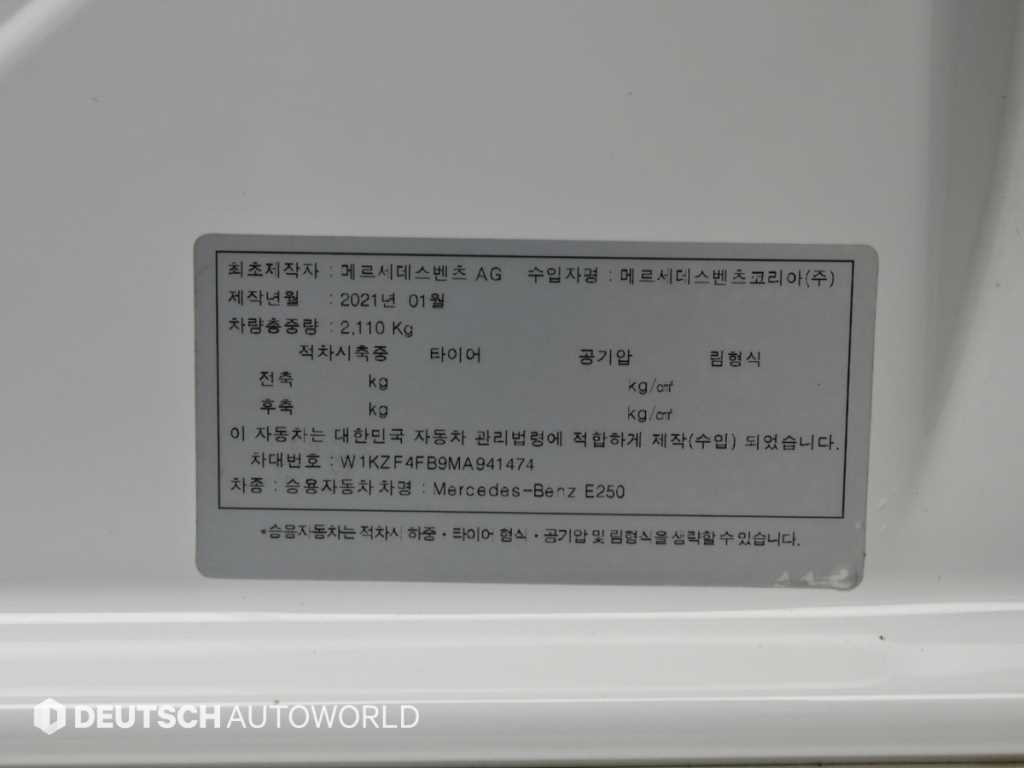 최초제작자 : 메르세데스벤츠 AG 수입자명 : 메르세데스벤츠코리아(주)
제작년월 : 2021년 01월
차량총중량 : 2,110 Kg
적차시축중 타이어 공기압 림형식
전축 kg kg/㎠
후축 kg kg/㎠
이 자동차는 대한민국 자동차 관리법령에 적합하게 제작(수입) 되었습니다.
차대번호 : W1KZF4FB9MA941474
차종 : 승용자동차 차명 : Mercedes-Benz E250
*승용자동차는 적차시 하중·타이어 형식·공기압 및 림형식을 생략할 수 있습니다.
DEUTSCH AUTOWORLD